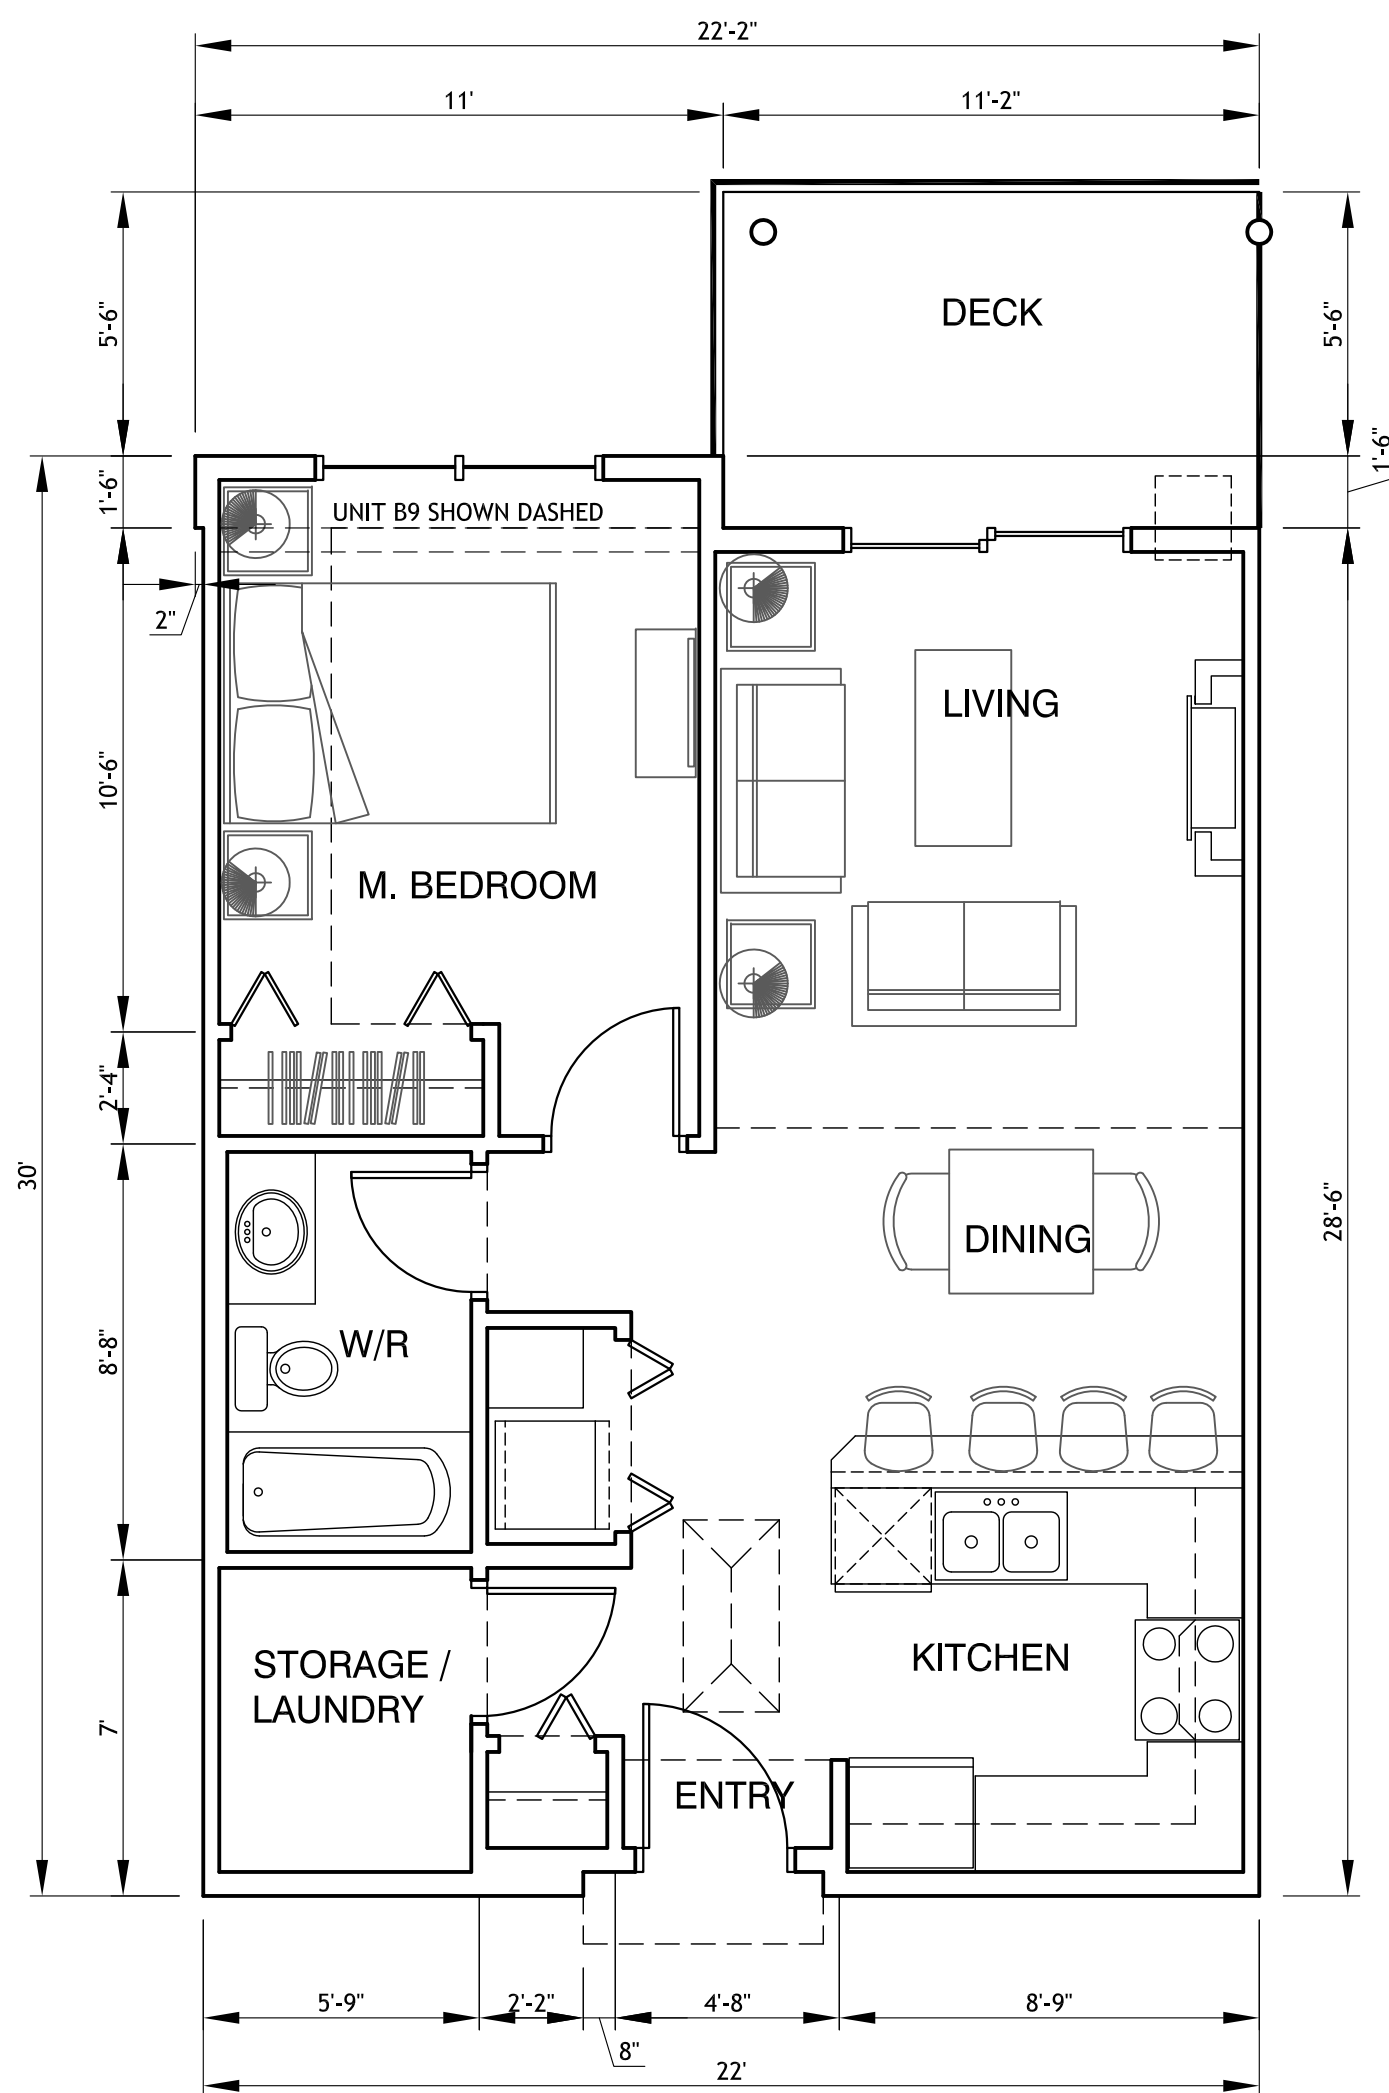 22'-2"
11'
11'-2"
DECK
5'-6"
5'-6"
1'-6"
1'-6"
UNIT B9 SHOWN DASHED
2"
LIVING
10'-6"
M. BEDROOM
2'-4"
30'
28'-6"
DINING
8'-8"
W/R
KITCHEN
STORAGE /
LAUNDRY
7'
ENTRY
5'-9"
2'-2"
4'-8"
8'-9"
8"
22'